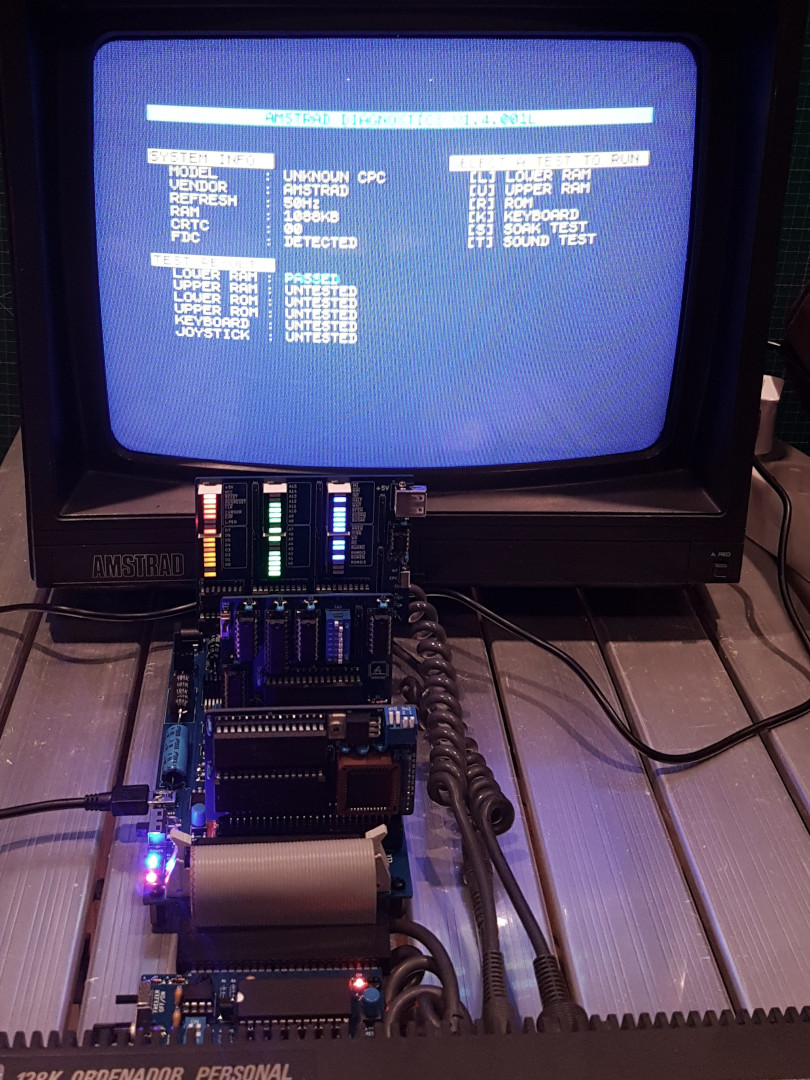 AMSTRAD DIAGNOSTICS V1.4.001L
SYSTEM INFO
MODEL : UNKNOWN CPC
VENDOR : AMSTRAD
REFRESH : 50Hz
RAM : 1088KB
CRTC : 00
FDC : DETECTED
SELECT A TEST TO RUN
[L] LOWER RAM
[U] UPPER RAM
[R] ROM
[K] KEYBOARD
[S] SOAK TEST
[T] SOUND TEST
TEST RESULTS
LOWER RAM : PASSED
UPPER RAM : UNTESTED
LOWER ROM : UNTESTED
UPPER ROM : UNTESTED
KEYBOARD : UNTESTED
JOYSTICK : UNTESTED
+5V
AMSTRAD
128K ORDENADOR PERSONAL